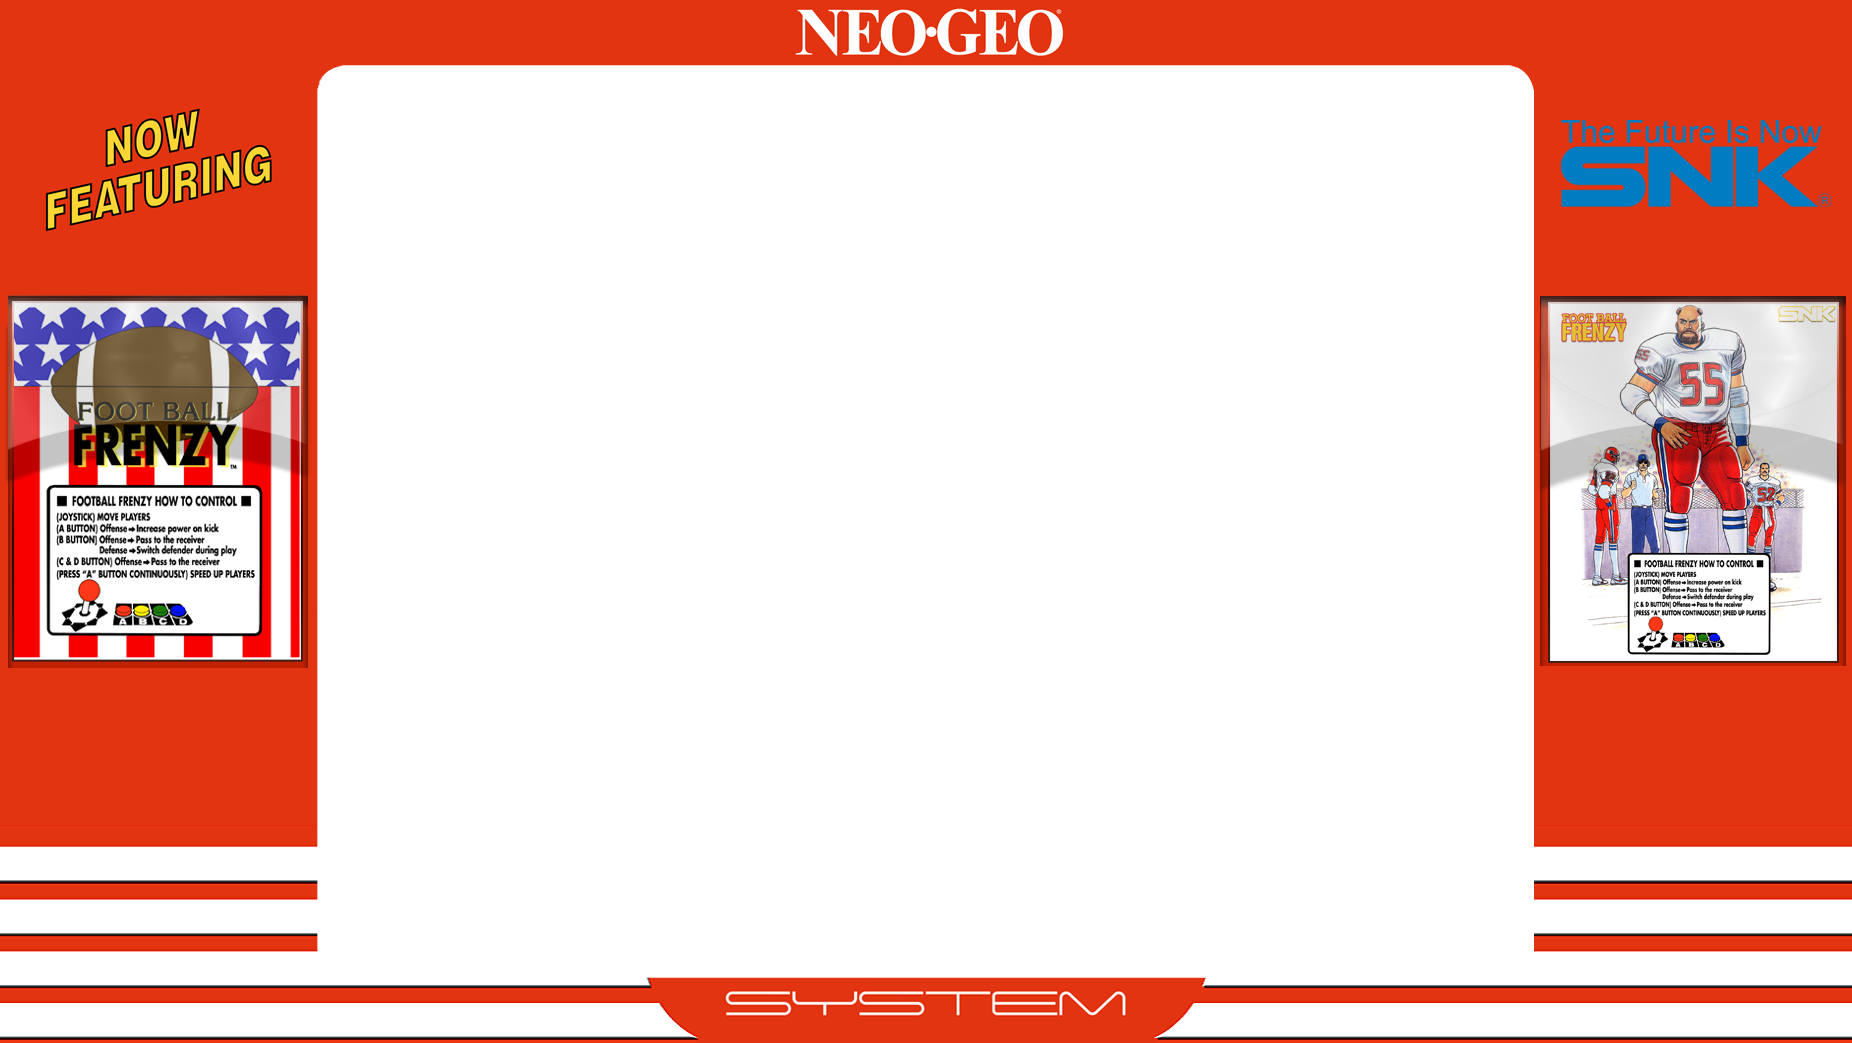 NEO•GEO®
NOW
FEATURING
FOOT BALL
FRENZY™
■ FOOTBALL FRENZY HOW TO CONTROL ■
(JOYSTICK) MOVE PLAYERS
(A BUTTON) Offense➡Increase power on kick
(B BUTTON) Offense➡Pass to the receiver
Defense➡Switch defender during play
(C & D BUTTON) Offense➡Pass to the receiver
(PRESS "A" BUTTON CONTINUOUSLY) SPEED UP PLAYERS
A B C D
The Future Is Now
SNK®
FOOT BALL
FRENZY
SNK
55
55
52
■ FOOTBALL FRENZY HOW TO CONTROL ■
(JOYSTICK) MOVE PLAYERS
(A BUTTON) Offense➡Increase power on kick
(B BUTTON) Offense➡Pass to the receiver
Defense➡Switch defender during play
(C & D BUTTON) Offense➡Pass to the receiver
(PRESS "A" BUTTON CONTINUOUSLY) SPEED UP PLAYERS
A B C D
SYSTEM